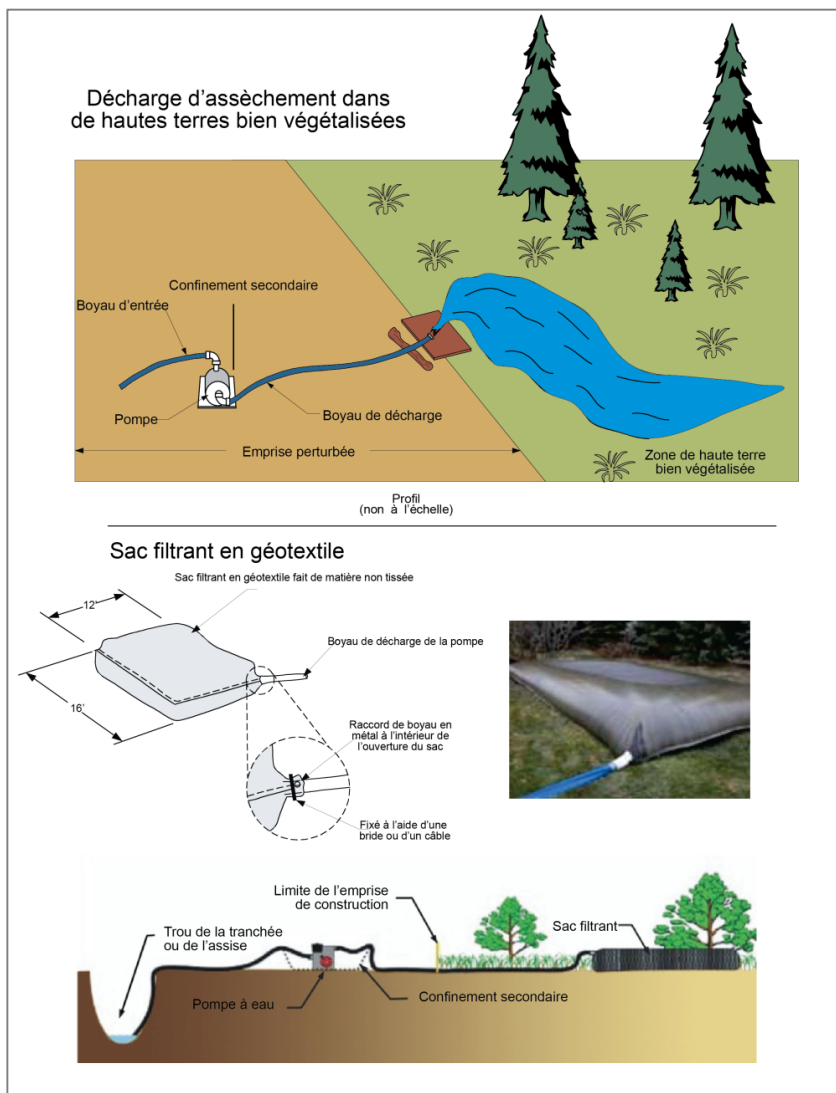 Décharge d'assèchement dans
de hautes terres bien végétalisées
Confinement secondaire
Boyau d'entrée
Pompe
Boyau de décharge
Emprise perturbée
Zone de haute terre
bien végétalisée
Profil
(non à l'échelle)
Sac filtrant en géotextile
Sac filtrant en géotextile fait de matière non tissée
12'
Boyau de décharge de la pompe
16'
Raccord de boyau en
métal à l'intérieur de
l'ouverture du sac
Fixé à l'aide d'une
bride ou d'un câble
Limite de l'emprise
de construction
Trou de la tranchée
ou de l'assise
Sac filtrant
Pompe à eau
Confinement secondaire